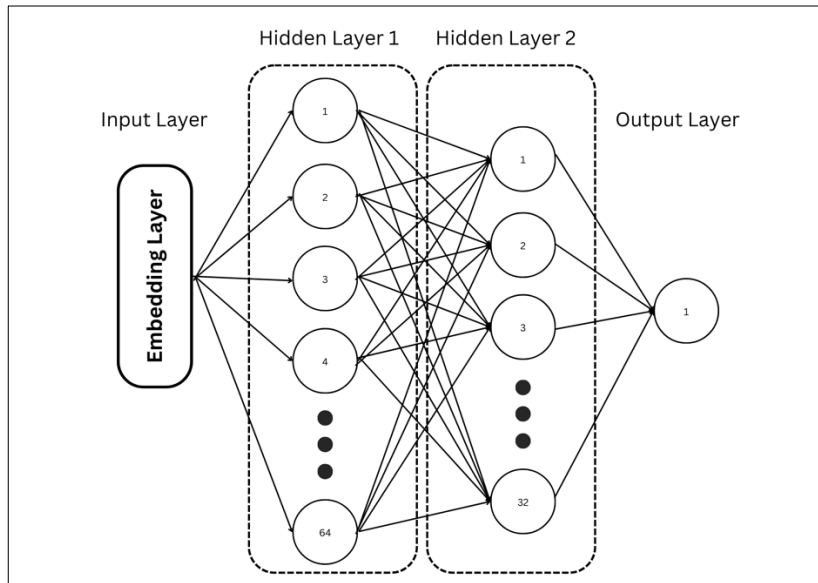 Hidden Layer 1
Hidden Layer 2
Input Layer
Output Layer
Embedding Layer
1
2
3
4
64
1
2
3
32
1